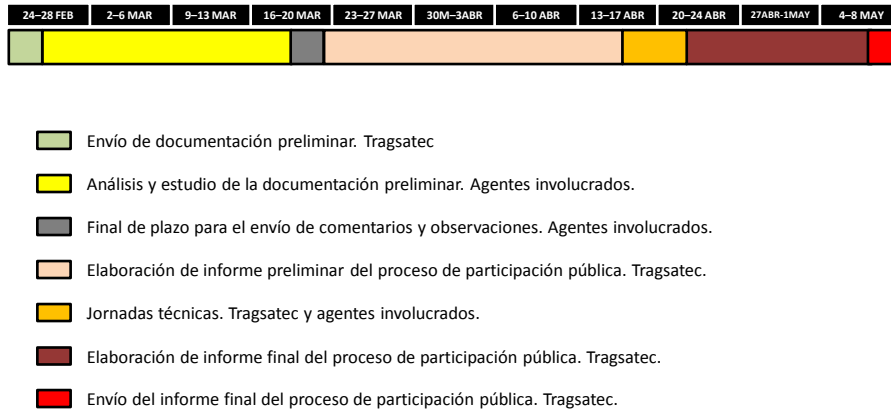 24–28 FEB 2–6 MAR 9–13 MAR 16–20 MAR 23–27 MAR 30M–3ABR 6–10 ABR 13–17 ABR 20–24 ABR 27ABR-1MAY 4–8 MAY
Envío de documentación preliminar. Tragsatec
Análisis y estudio de la documentación preliminar. Agentes involucrados.
Final de plazo para el envío de comentarios y observaciones. Agentes involucrados.
Elaboración de informe preliminar del proceso de participación pública. Tragsatec.
Jornadas técnicas. Tragsatec y agentes involucrados.
Elaboración de informe final del proceso de participación pública. Tragsatec.
Envío del informe final del proceso de participación pública. Tragsatec.